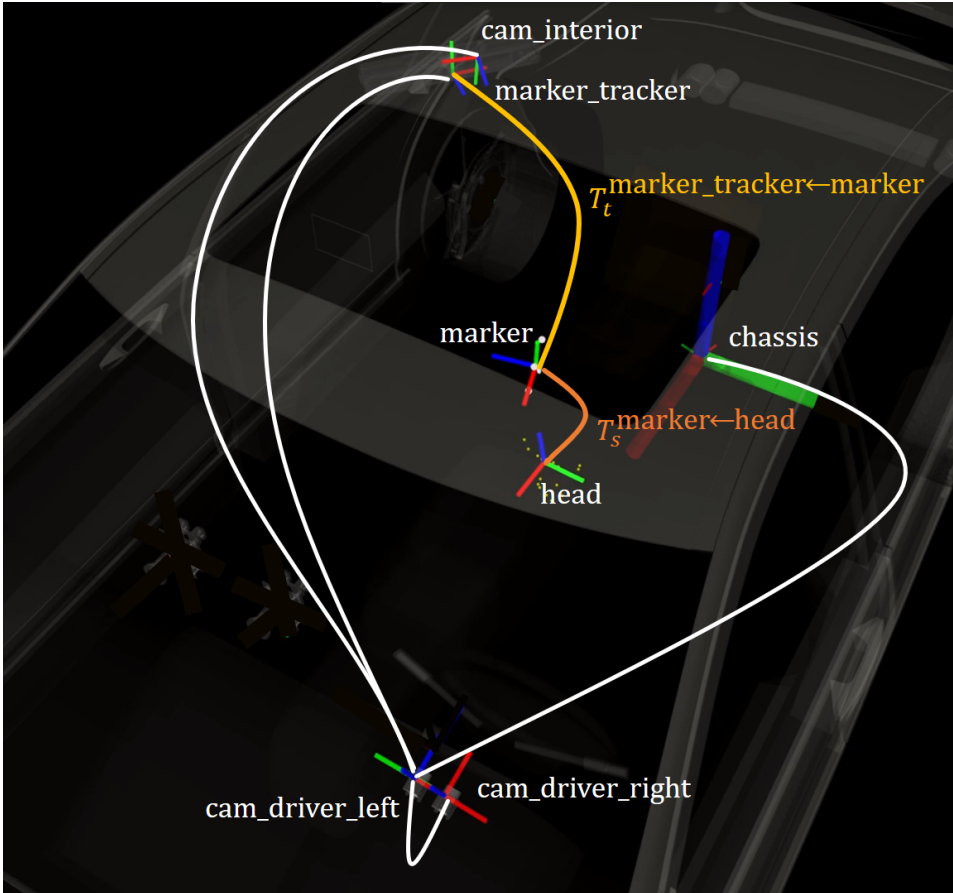 cam_interior
marker_tracker
T_t^marker_tracker←marker
marker
chassis
T_s^marker←head
head
cam_driver_right
cam_driver_left